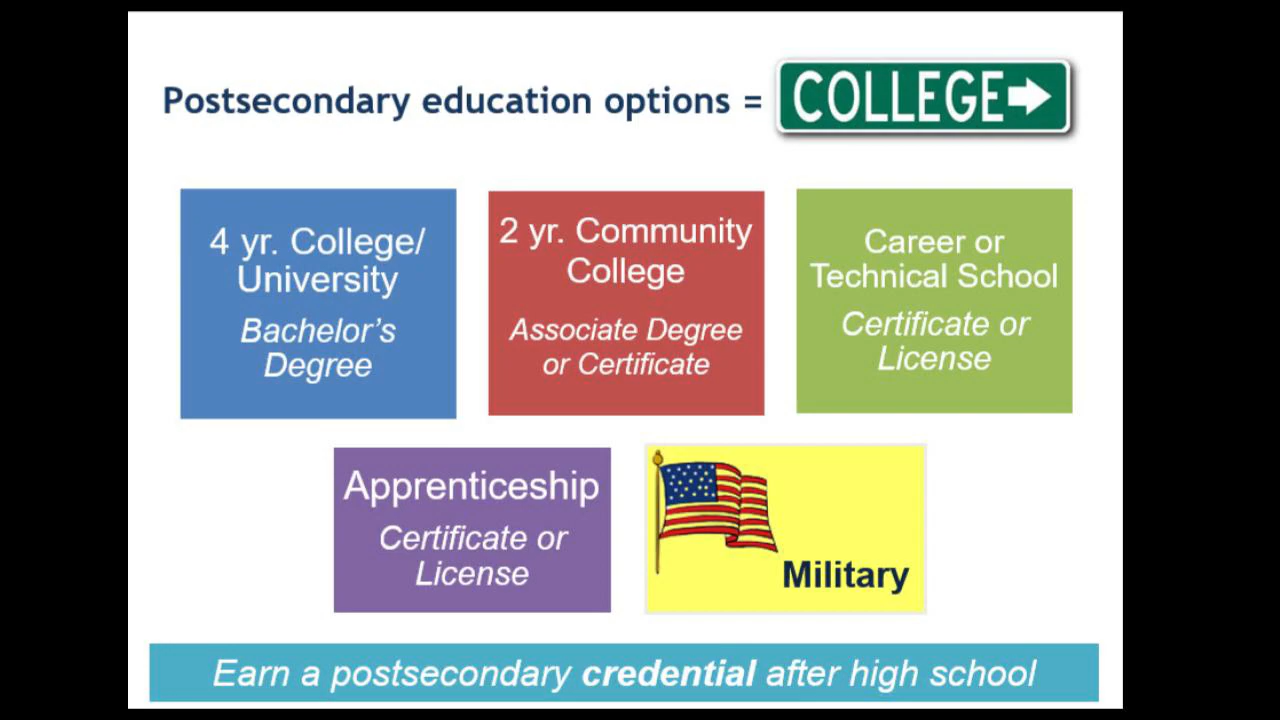 Postsecondary education options = COLLEGE
4 yr. College/
University
Bachelor's
Degree
2 yr. Community
College
Associate Degree
or Certificate
Career or
Technical School
Certificate or
License
Apprenticeship
Certificate or
License
Military
Earn a postsecondary credential after high school